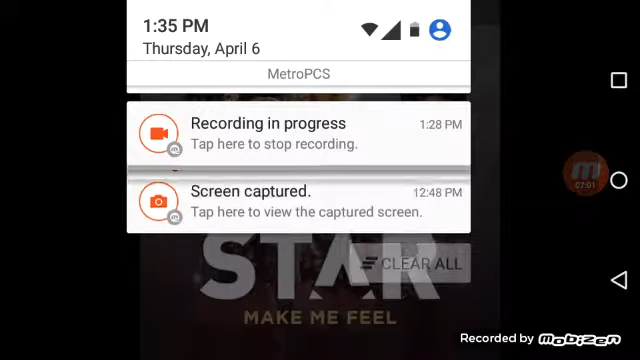 1:35 PM
Thursday, April 6
MetroPCS
Recording in progress 1:28 PM
Tap here to stop recording.
Screen captured. 12:48 PM
Tap here to view the captured screen.
CLEAR ALL
STAR
MAKE ME FEEL
07:01
Recorded by mobizen